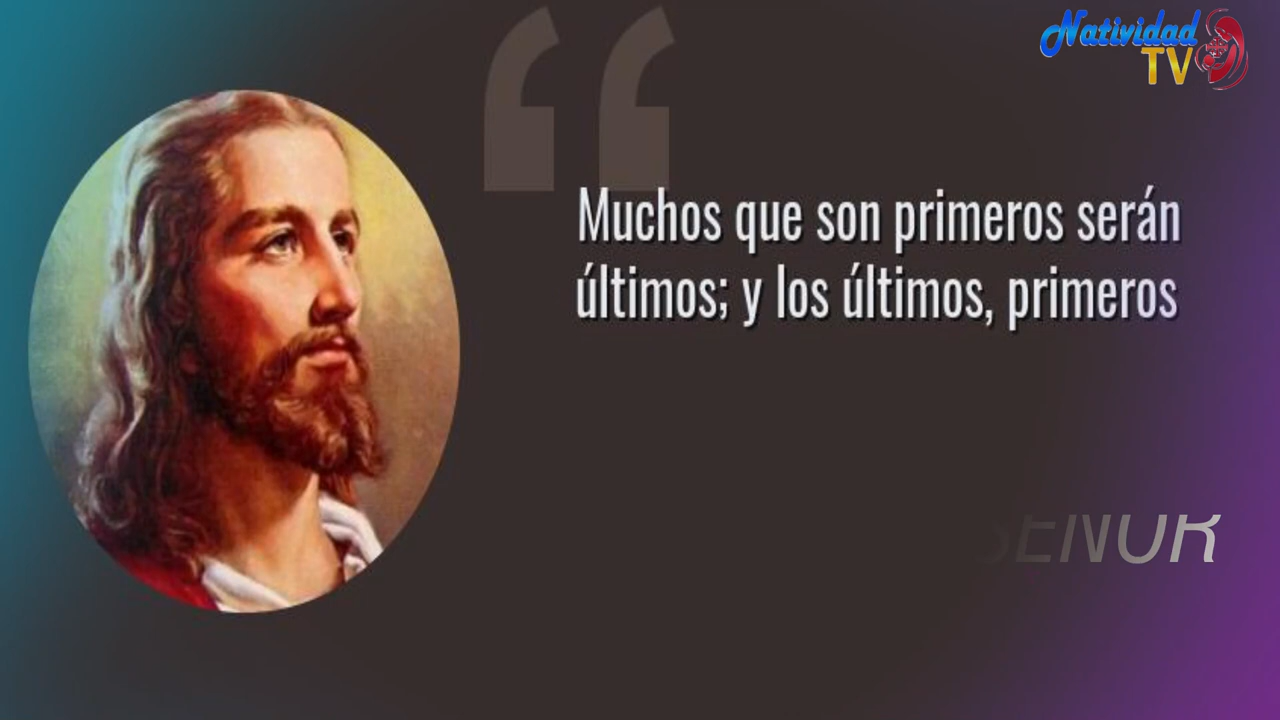 Natividad
TV
Muchos que son primeros serán
últimos; y los últimos, primeros